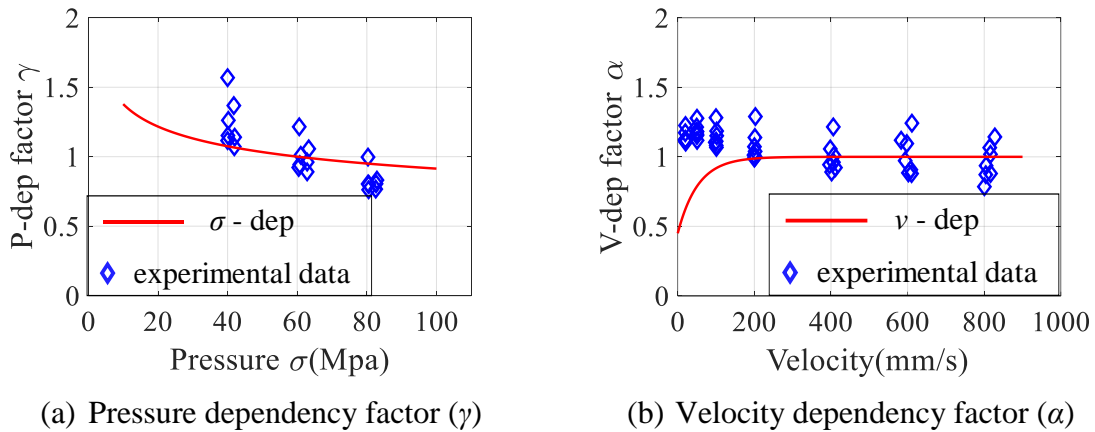 2
1.5
1
0.5
0
P-dep factor γ
σ - dep
experimental data
0 20 40 60 80 100
Pressure σ(Mpa)
(a) Pressure dependency factor (γ)
2
1.5
1
0.5
0
V-dep factor α
v - dep
experimental data
0 200 400 600 800 1000
Velocity(mm/s)
(b) Velocity dependency factor (α)